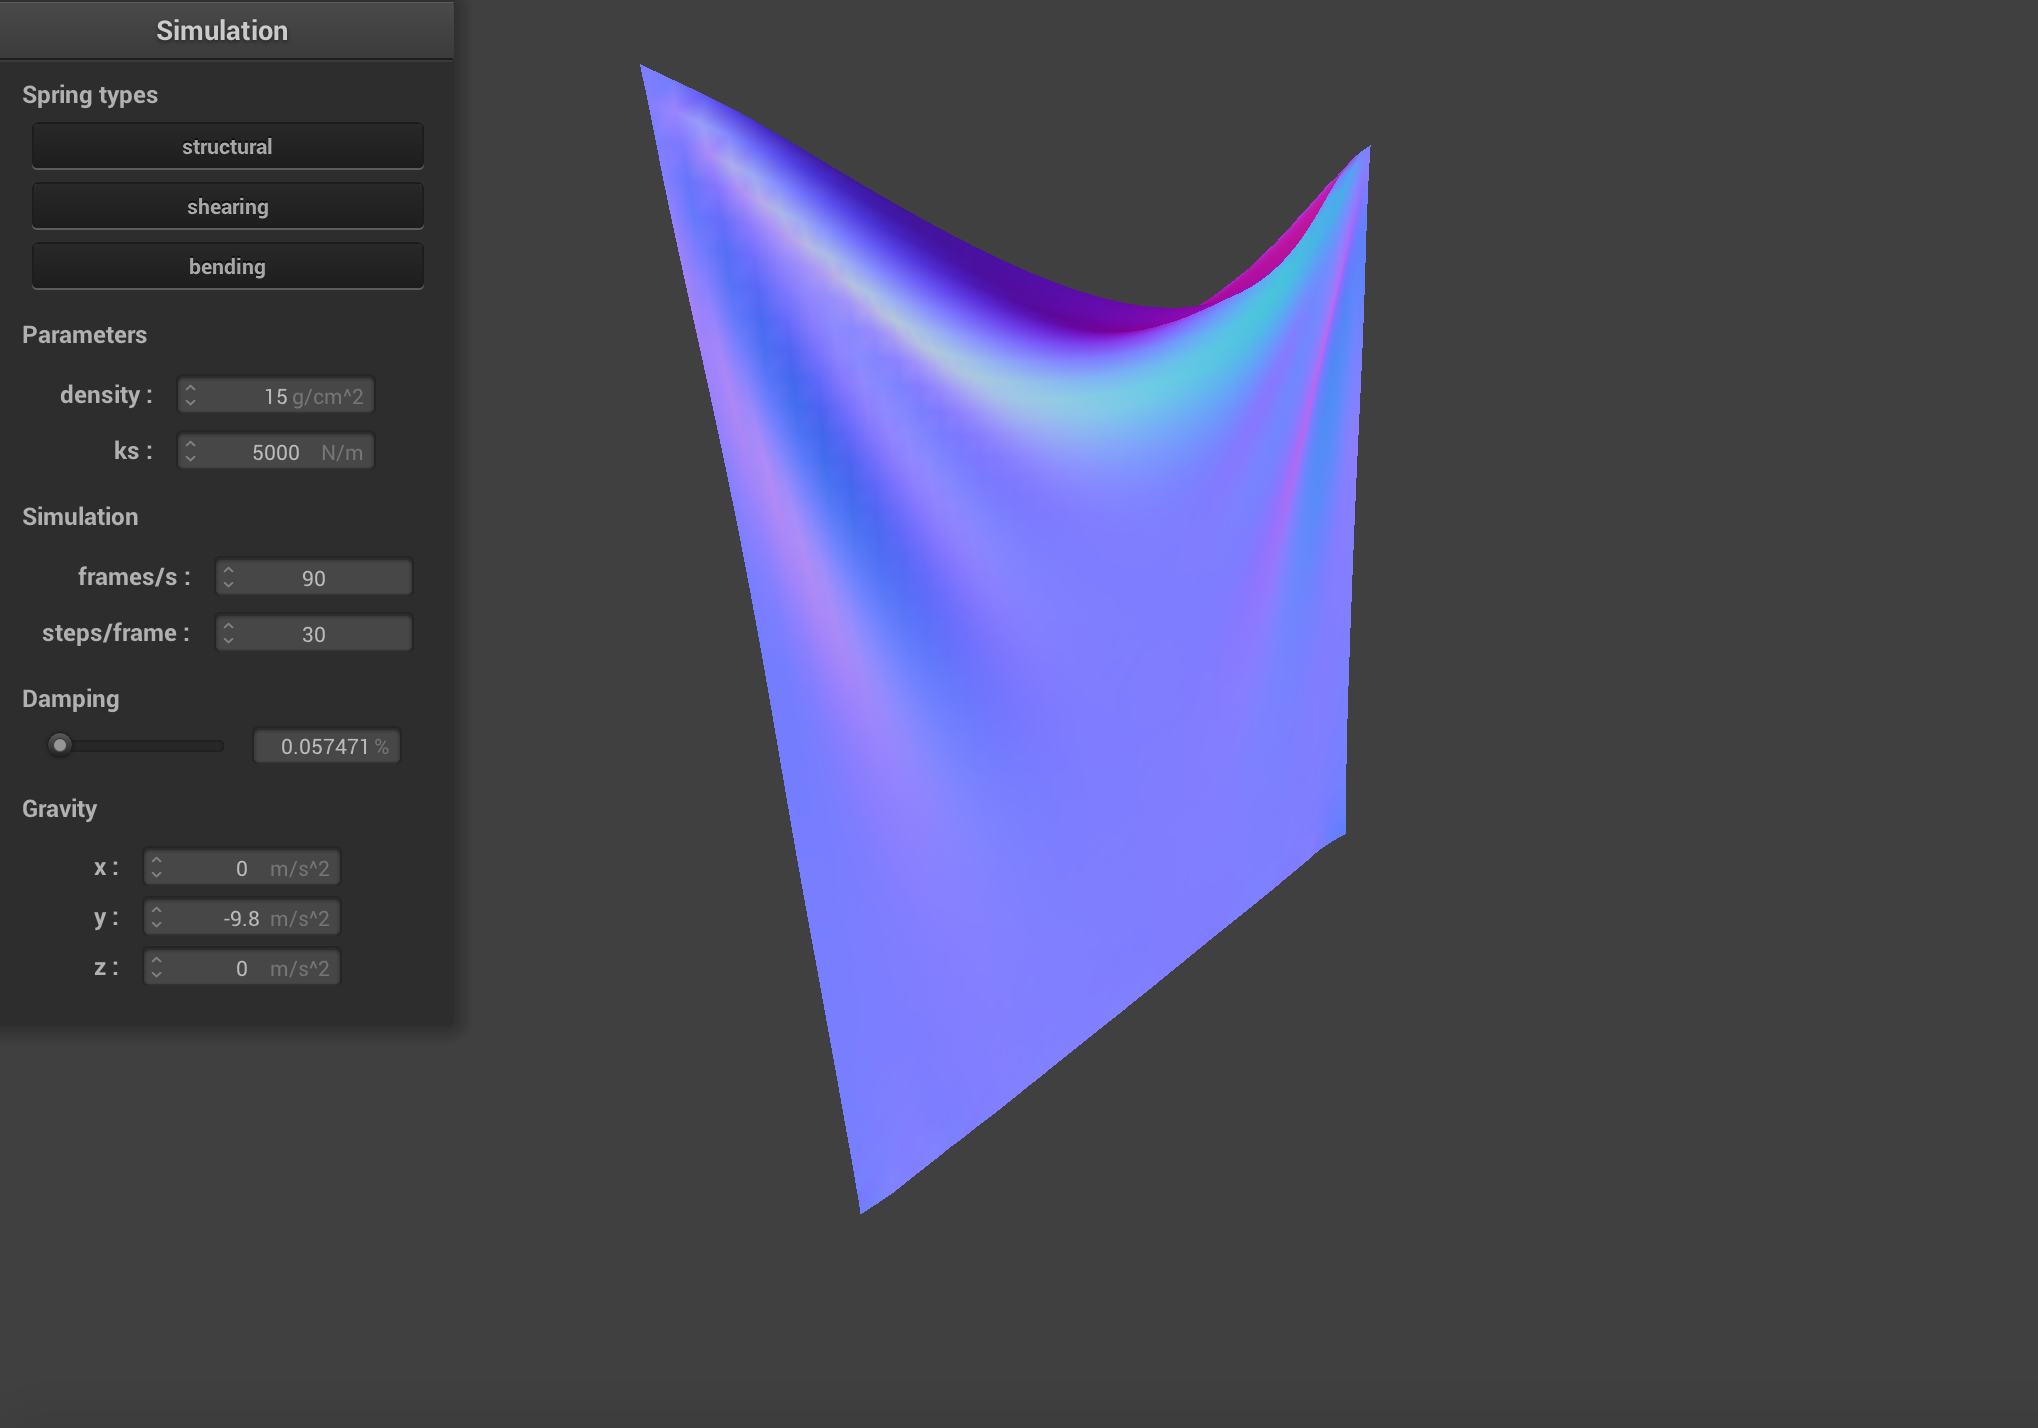 Simulation
Spring types
structural
shearing
bending
Parameters
density : 15 g/cm^2
ks : 5000 N/m
Simulation
frames/s : 90
steps/frame : 30
Damping
0.057471 %
Gravity
x : 0 m/s^2
y : -9.8 m/s^2
z : 0 m/s^2